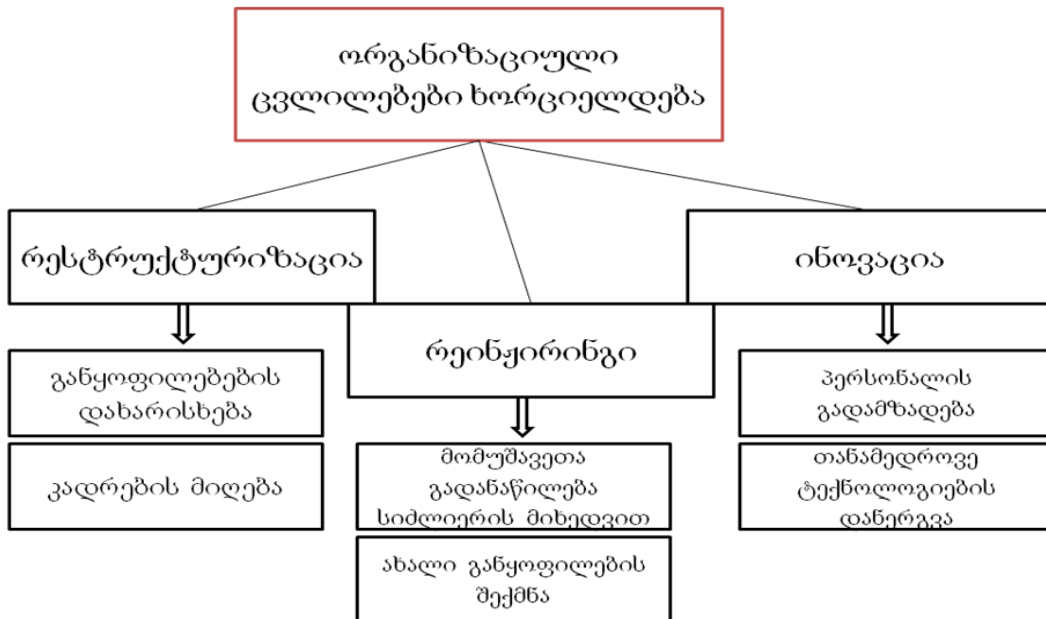 ორგანიზაციული
ცვლილებები ხორციელდება
რესტრუქტურიზაცია
რეინჟირინგი
ინოვაცია
განყოფილებების
დახარისხება
კადრების მიღება
მომუშავეთა
გადანაწილება
სიძლიერის მიხედვით
ახალი განყოფილების
შექმნა
პერსონალის
გადამზადება
თანამედროვე
ტექნოლოგიების
დანერგვა